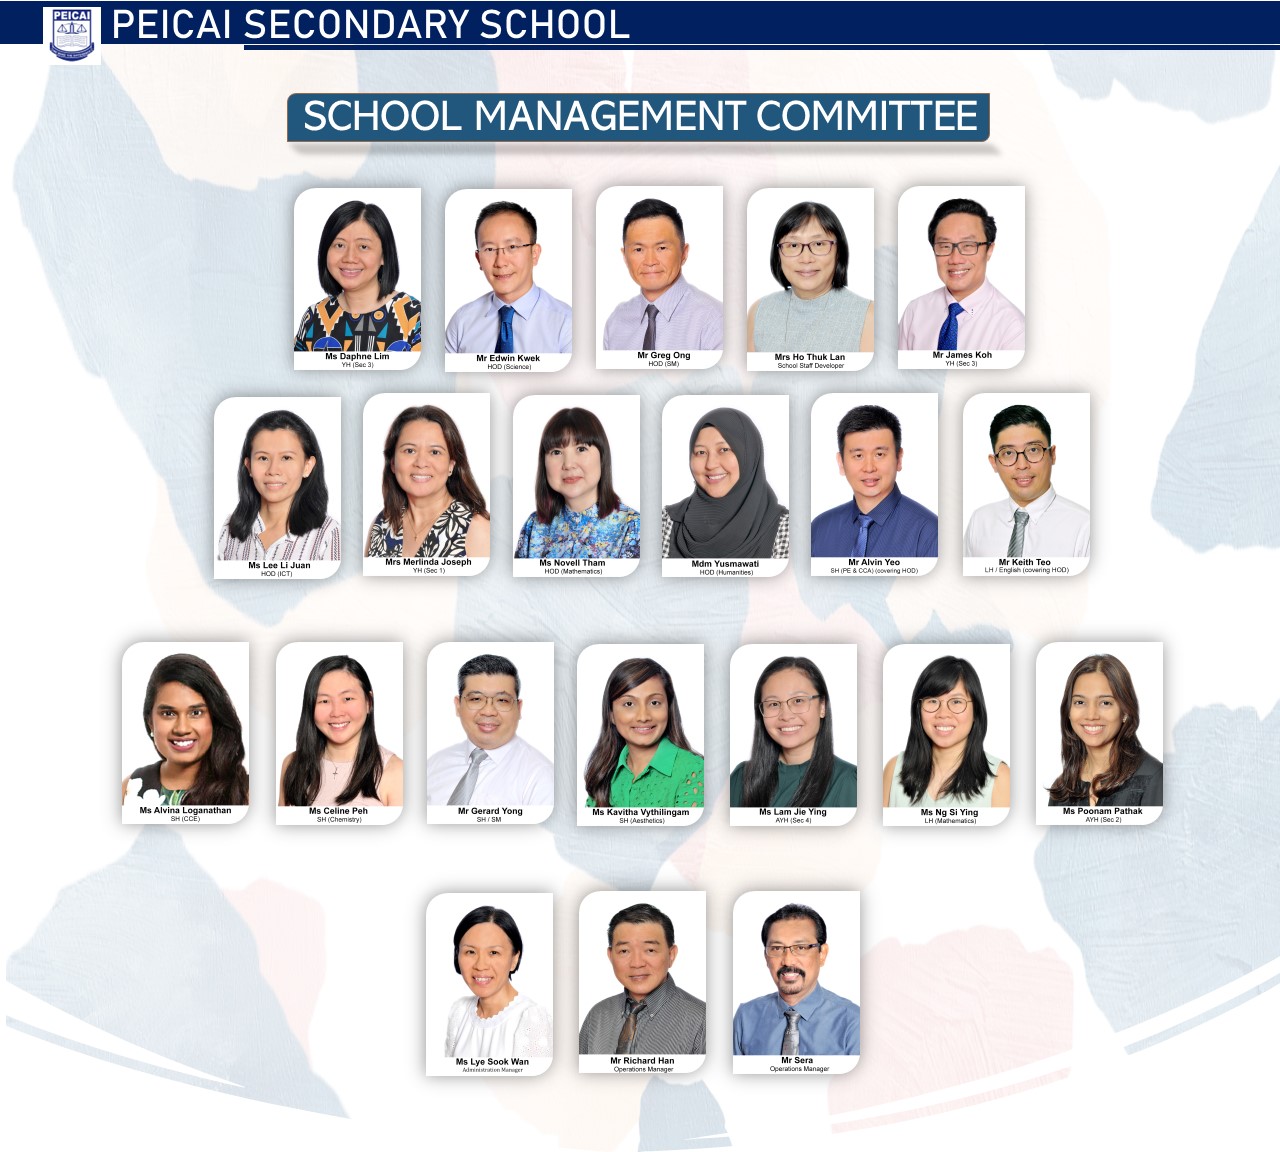 PEICAI
PEICAI SECONDARY SCHOOL
SCHOOL MANAGEMENT COMMITTEE
Ms Daphne Lim
YH (Sec 3)
Mr Edwin Kwek
HOD (Science)
Mr Greg Ong
HOD (SM)
Mrs Ho Thuk Lan
School Staff Developer
Mr James Koh
YH (Sec 3)
Ms Lee Li Juan
HOD (ICT)
Mrs Merlinda Joseph
YH (Sec 1)
Ms Novell Tham
HOD (Mathematics)
Mdm Yusmawati
HOD (Humanities)
Mr Alvin Yeo
SH (PE & CCA) (covering HOD)
Mr Keith Teo
LH / English (covering HOD)
Ms Alvina Loganathan
SH (CCE)
Ms Celine Peh
SH (Chemistry)
Mr Gerard Yong
SH / SM
Ms Kavitha Vythilingam
SH (Aesthetics)
Ms Lam Jie Ying
AYH (Sec 4)
Ms Ng Si Ying
LH (Mathematics)
Ms Poonam Pathak
AYH (Sec 2)
Ms Lye Sook Wan
Administration Manager
Mr Richard Han
Operations Manager
Mr Sera
Operations Manager